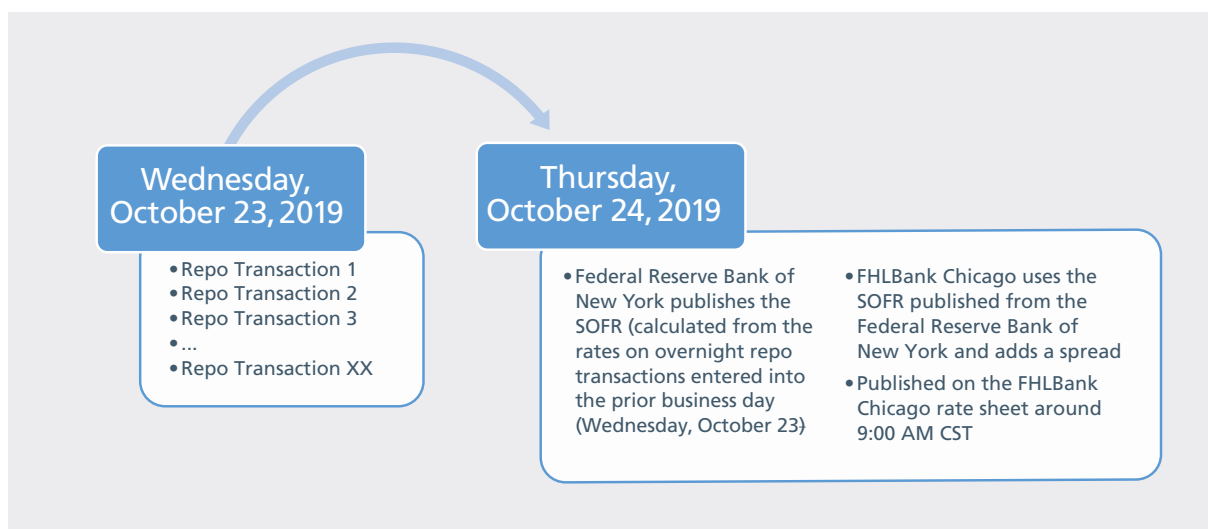 Wednesday,
October 23, 2019
• Repo Transaction 1
• Repo Transaction 2
• Repo Transaction 3
• ...
• Repo Transaction XX
Thursday,
October 24, 2019
• Federal Reserve Bank of
New York publishes the
SOFR (calculated from the
rates on overnight repo
transactions entered into
the prior business day
(Wednesday, October 23)
• FHLBank Chicago uses the
SOFR published from the
Federal Reserve Bank of
New York and adds a spread
• Published on the FHLBank
Chicago rate sheet around
9:00 AM CST